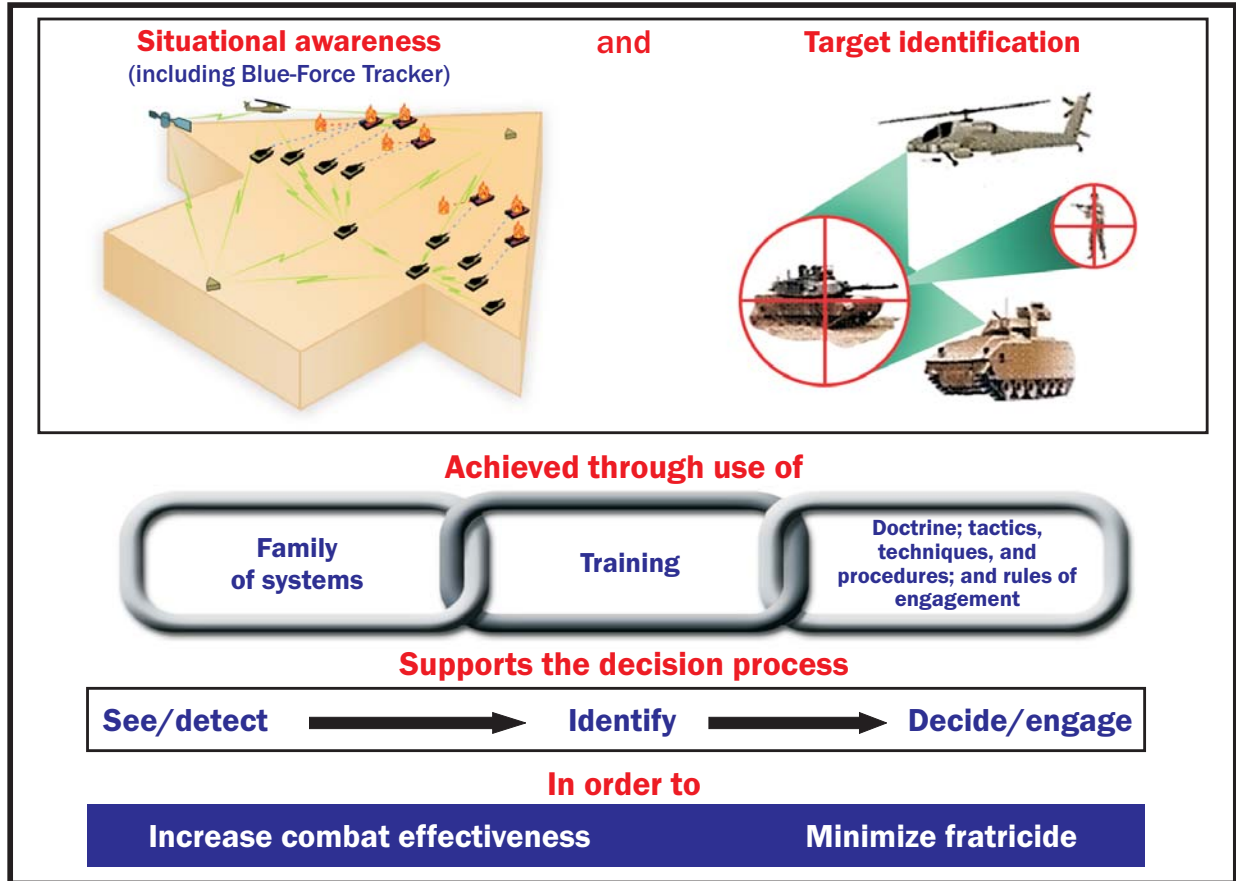 Situational awareness
and
Target identification
(including Blue-Force Tracker)
Achieved through use of
Family
of systems
Training
Doctrine; tactics,
techniques, and
procedures; and rules of
engagement
Supports the decision process
See/detect
Identify
Decide/engage
In order to
Increase combat effectiveness
Minimize fratricide